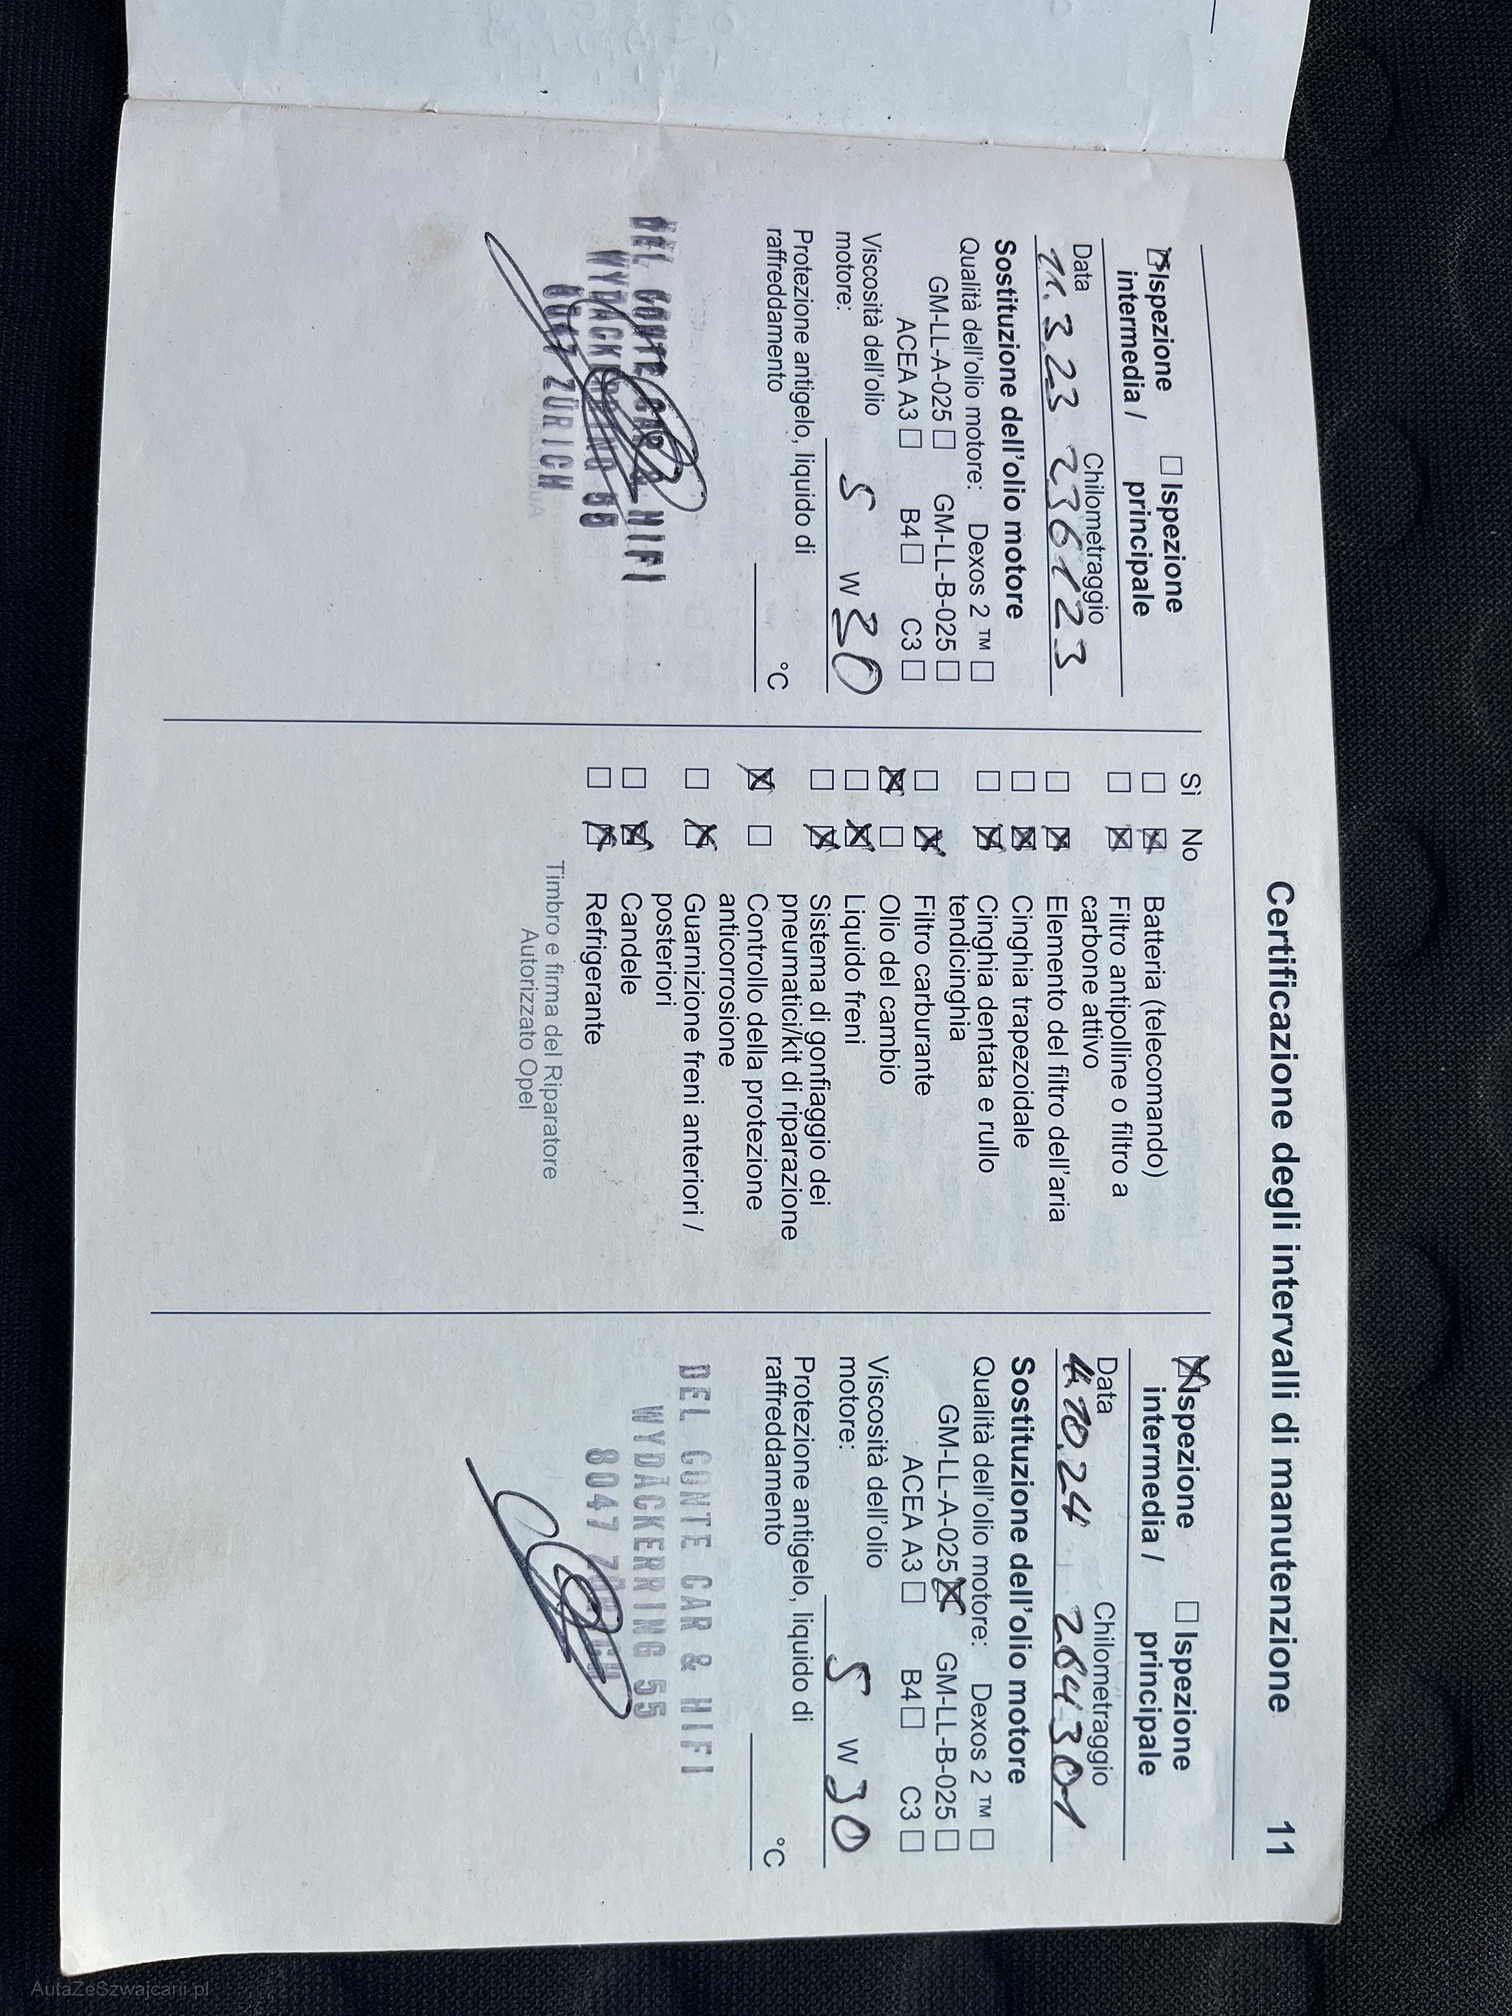 Certificazione degli intervalli di manutenzione 11
☒ Ispezione intermedia /
☐ Ispezione principale
Data
Chilometraggio
11.3.23 236123
Sostituzione dell'olio motore
Qualità dell'olio motore: Dexos 2 ™ ☐
GM-LL-A-025 ☐ GM-LL-B-025 ☐
ACEA A3 ☐ B4 ☐ C3 ☐
Viscosità dell'olio
motore: 5 W 30
Protezione antigelo, liquido di
raffreddamento °C
DEL CONTE CAR & HIFI
WYDÄCKERRING 55
8047 ZÜRICH
Sì No
☐ ☒ Batteria (telecomando)
☐ ☒ Filtro antipolline o filtro a
carbone attivo
☐ ☒ Elemento del filtro dell'aria
☐ ☒ Cinghia trapezoidale
☐ ☒ Cinghia dentata e rullo
tendicinghia
☐ ☒ Filtro carburante
☒ ☐ Olio del cambio
☐ ☒ Liquido freni
☐ ☒ Sistema di gonfiaggio dei
pneumatici/kit di riparazione
☒ ☐ Controllo della protezione
anticorrosione
☐ ☒ Guarnizione freni anteriori /
posteriori
☐ ☒ Candele
☐ ☒ Refrigerante
Timbro e firma del Riparatore
Autorizzato Opel
☒ Ispezione intermedia /
☐ Ispezione principale
Data
Chilometraggio
10.24 264301
Sostituzione dell'olio motore
Qualità dell'olio motore: Dexos 2 ™ ☐
GM-LL-A-025 ☒ GM-LL-B-025 ☐
ACEA A3 ☐ B4 ☐ C3 ☐
Viscosità dell'olio
motore: 5 W 30
Protezione antigelo, liquido di
raffreddamento °C
DEL CONTE CAR & HIFI
WYDÄCKERRING 55
8047 ZÜRICH
AutaZeSzwajcarii.pl